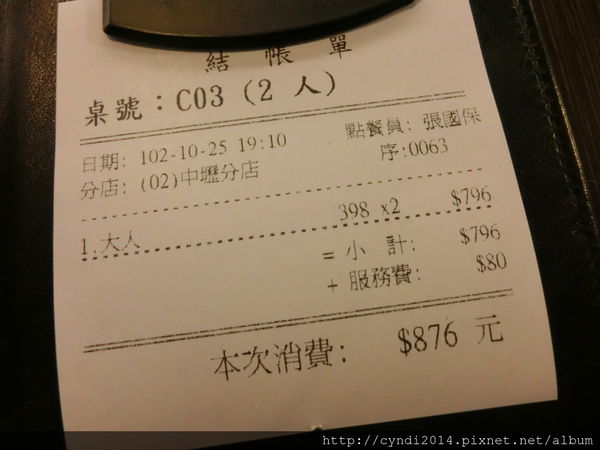 結 帳 單
桌號：C03 (2 人)
日期: 102-10-25 19:10 點餐員: 張國保
分店: (02)中壢分店 序:0063
398 x2 $796
1.大人
= 小 計: $796
+ 服務費: $80
本次消費: $876 元
http://cyndi2014.pixnet.net/album